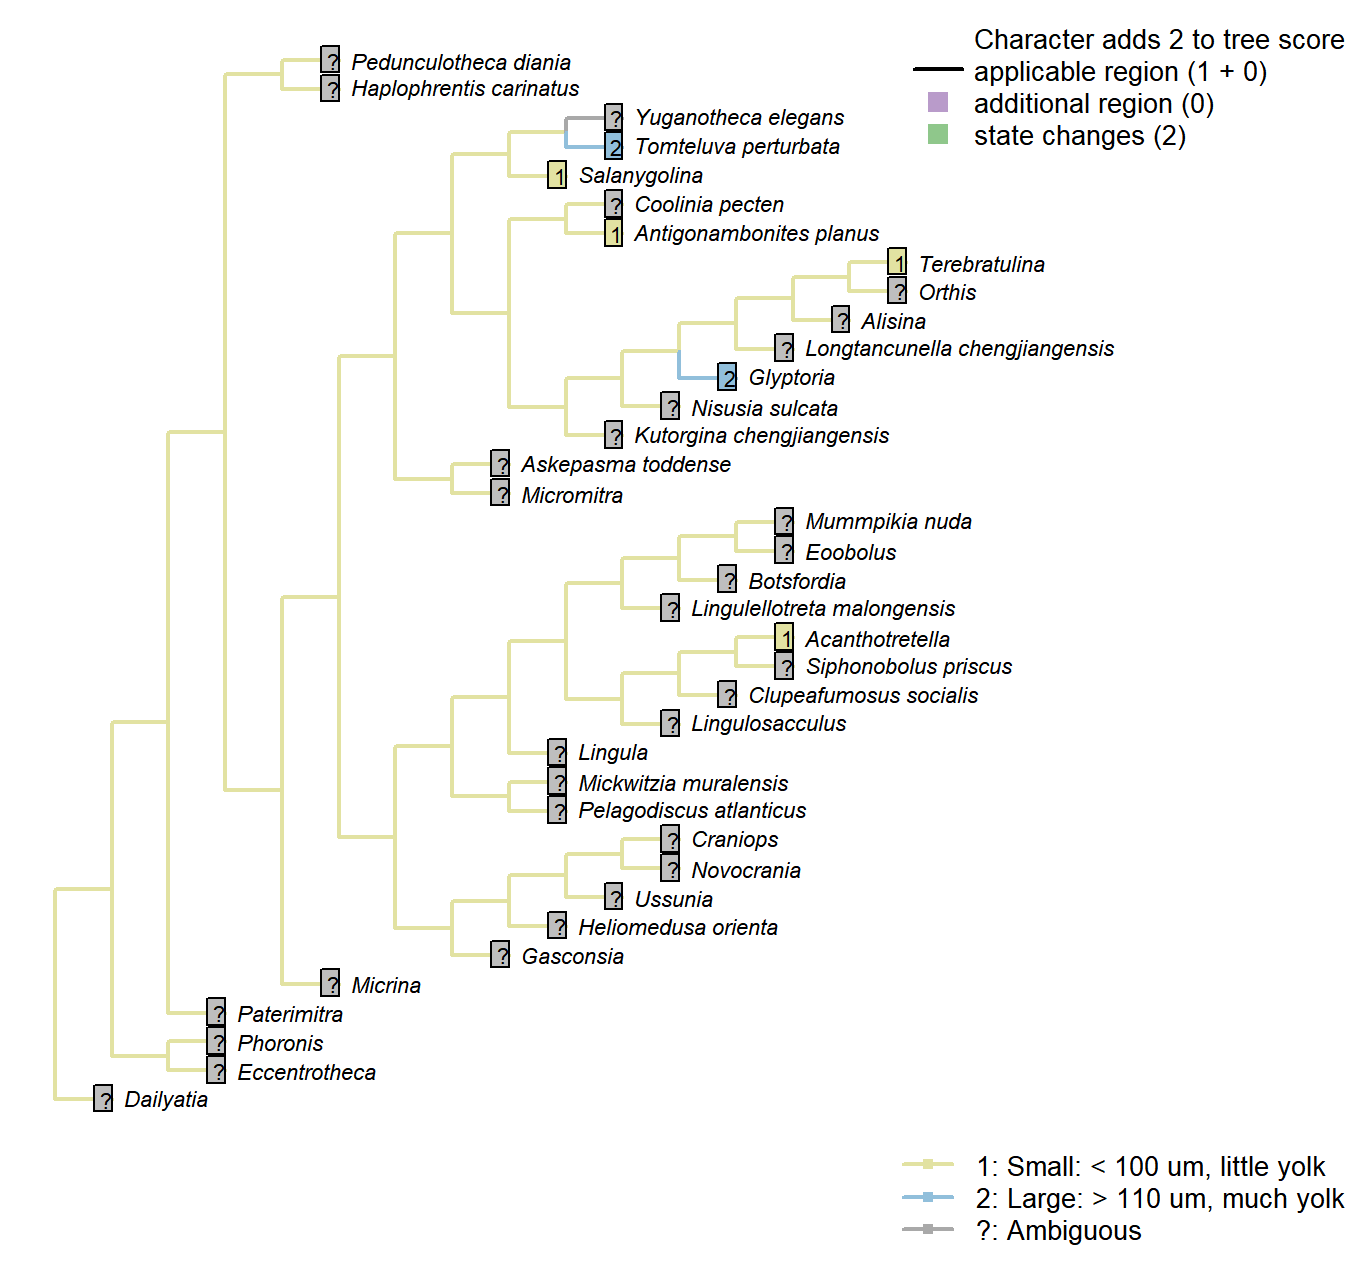 Character adds 2 to tree score
applicable region (1 + 0)
additional region (0)
state changes (2)
? Pedunculotheca diania
? Haplophrentis carinatus
? Yuganotheca elegans
2 Tomteluva perturbata
1 Salanygolina
? Coolinia pecten
1 Antigonambonites planus
1 Terebratulina
? Orthis
? Alisina
? Longtancunella chengjiangensis
2 Glyptoria
? Nisusia sulcata
? Kutorgina chengjiangensis
? Askepasma toddense
? Micromitra
? Mummpikia nuda
? Eoobolus
? Botsfordia
? Lingulellotreta malongensis
1 Acanthotretella
? Siphonobolus priscus
? Clupeafumosus socialis
? Lingulosacculus
? Lingula
? Mickwitzia muralensis
? Pelagodiscus atlanticus
? Craniops
? Novocrania
? Ussunia
? Heliomedusa orienta
? Gasconsia
? Micrina
? Paterimitra
? Phoronis
? Eccentrotheca
? Dailyatia
1: Small: < 100 um, little yolk
2: Large: > 110 um, much yolk
?: Ambiguous